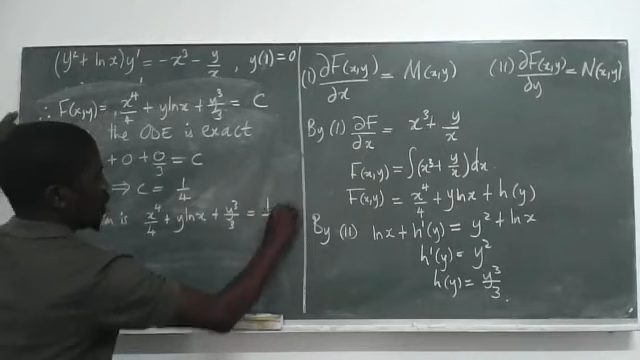 (y² + ln x) y' = -x³ - y/x , y(1) = 0
∴ F(x,y) = x⁴/4 + y ln x + y³/3 = C
the ODE is exact
+ 0 + 0/3 = C
⇒ C = 1/4
is x⁴/4 + y ln x + y³/3 = 1
(i) ∂F(x,y)/∂x = M(x,y) (ii) ∂F(x,y)/∂y = N(x,y)
By (i) ∂F/∂x = x³ + y/x
F(x,y) = ∫(x³ + y/x) dx
F(x,y) = x⁴/4 + y ln x + h(y)
By (ii) ln x + h'(y) = y² + ln x
h'(y) = y²
h(y) = y³/3.